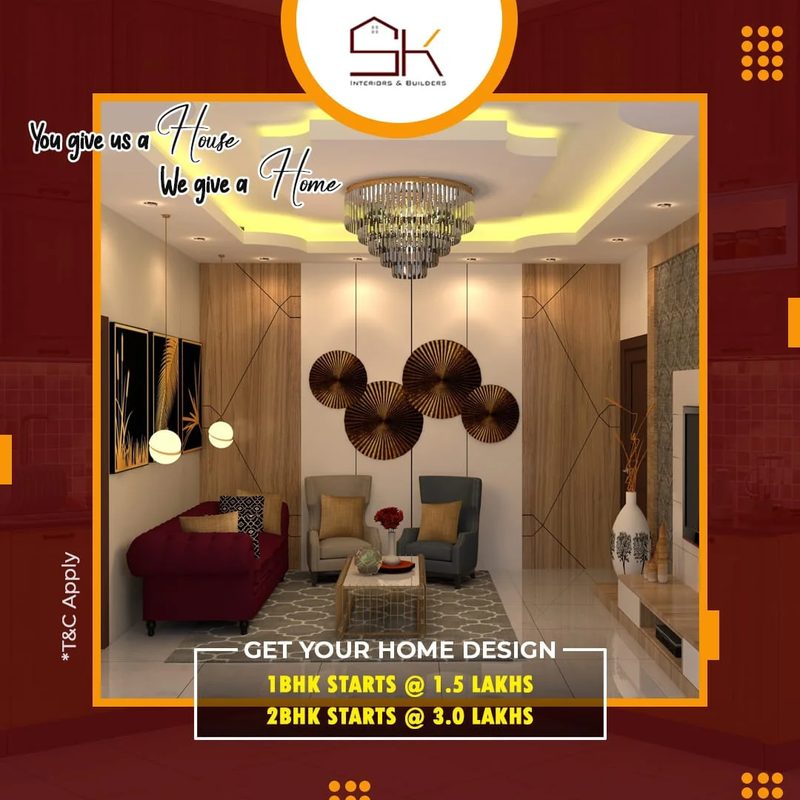 SK
INTERIORS & BUILDERS
You give us a House
We give a Home
*T&C Apply
GET YOUR HOME DESIGN
1BHK STARTS @ 1.5 LAKHS
2BHK STARTS @ 3.0 LAKHS